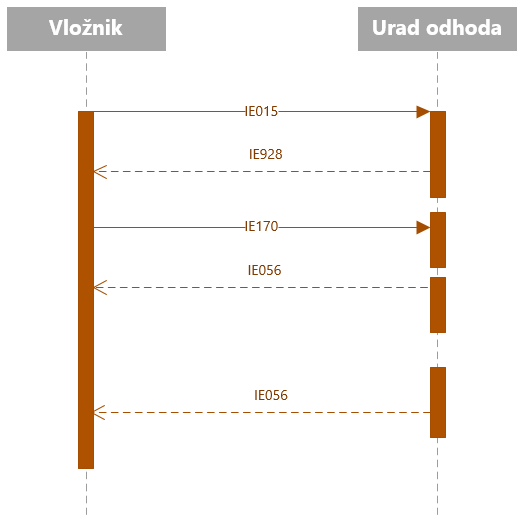 Vložnik
Urad odhoda
IE015
IE928
IE170
IE056
IE056